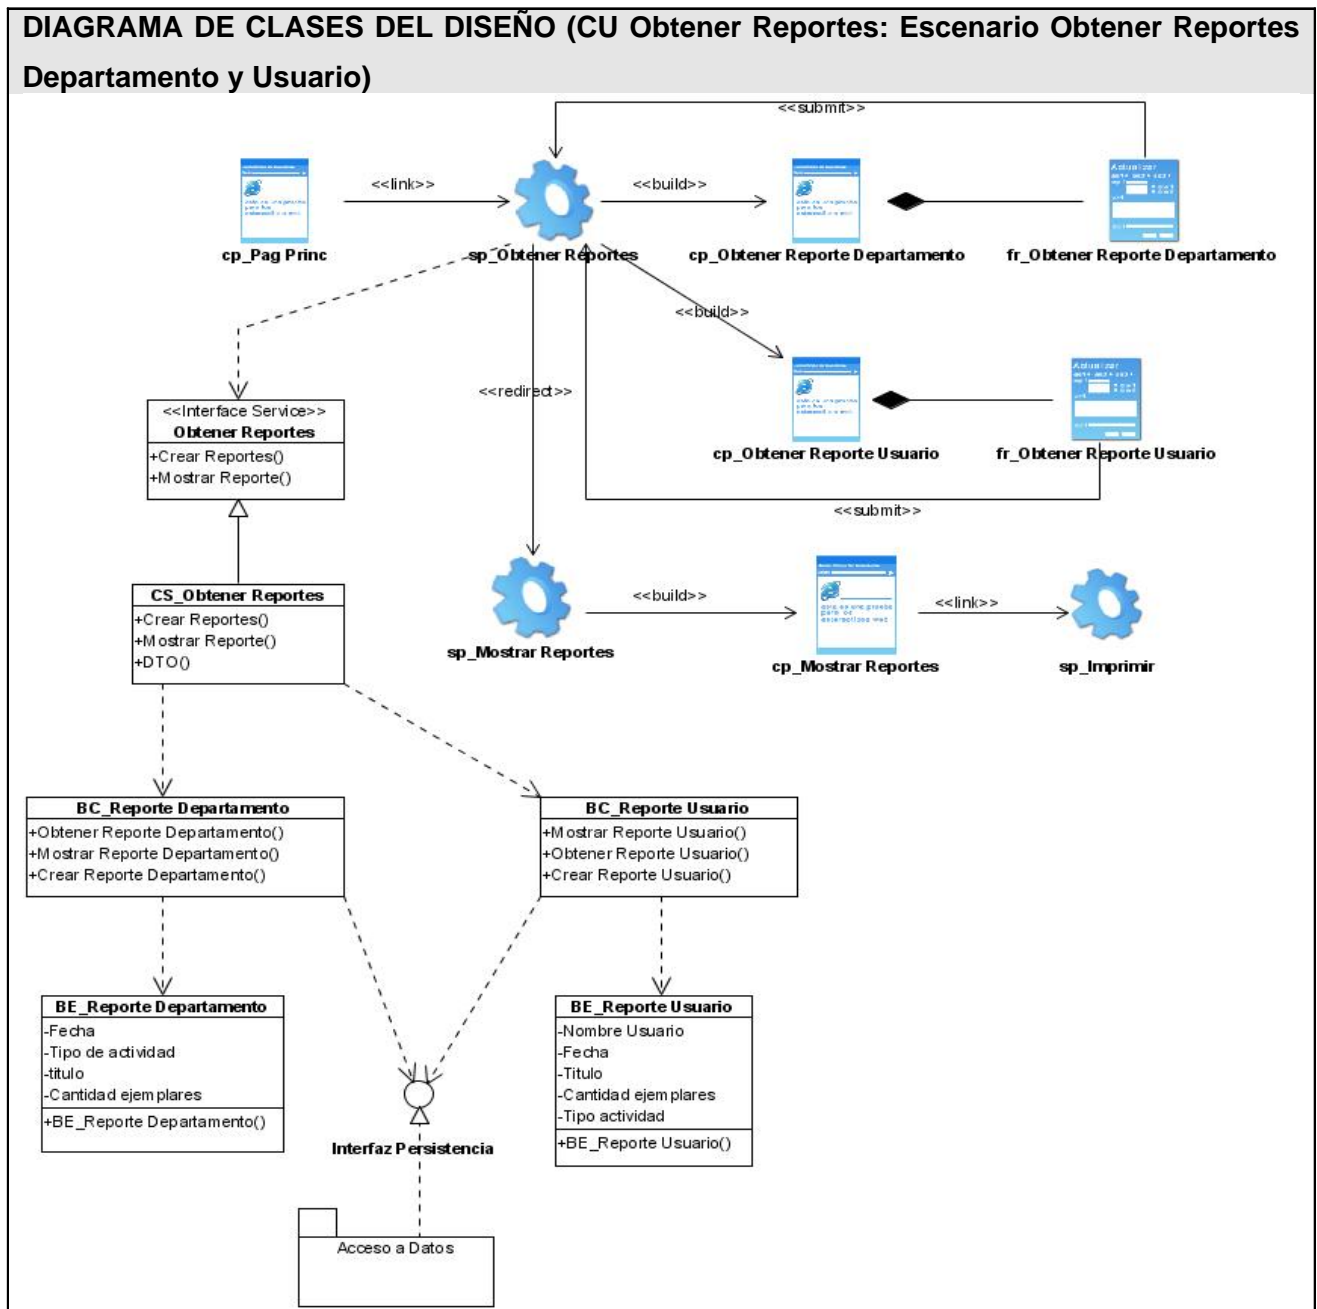 DIAGRAMA DE CLASES DEL DISEÑO (CU Obtener Reportes: Escenario Obtener Reportes
Departamento y Usuario)
<<submit>>
<<link>>
<<build>>
Actualizar
cp_Pag Princ
sp_Obtener Reportes
cp_Obtener Reporte Departamento
fr_Obtener Reporte Departamento
<<build>>
Actualizar
<<redirect>>
<<Interface Service>>
Obtener Reportes
+Crear Reportes()
+Mostrar Reporte()
cp_Obtener Reporte Usuario
fr_Obtener Reporte Usuario
<<submit>>
CS_Obtener Reportes
+Crear Reportes()
+Mostrar Reporte()
+DTO()
<<build>>
<<link>>
sp_Mostrar Reportes
cp_Mostrar Reportes
sp_Imprimir
BC_Reporte Departamento
+Obtener Reporte Departamento()
+Mostrar Reporte Departamento()
+Crear Reporte Departamento()
BC_Reporte Usuario
+Mostrar Reporte Usuario()
+Obtener Reporte Usuario()
+Crear Reporte Usuario()
BE_Reporte Departamento
-Fecha
-Tipo de actividad
-titulo
-Cantidad ejemplares
+BE_Reporte Departamento()
BE_Reporte Usuario
-Nombre Usuario
-Fecha
-Titulo
-Cantidad ejemplares
-Tipo actividad
+BE_Reporte Usuario()
Interfaz Persistencia
Acceso a Datos